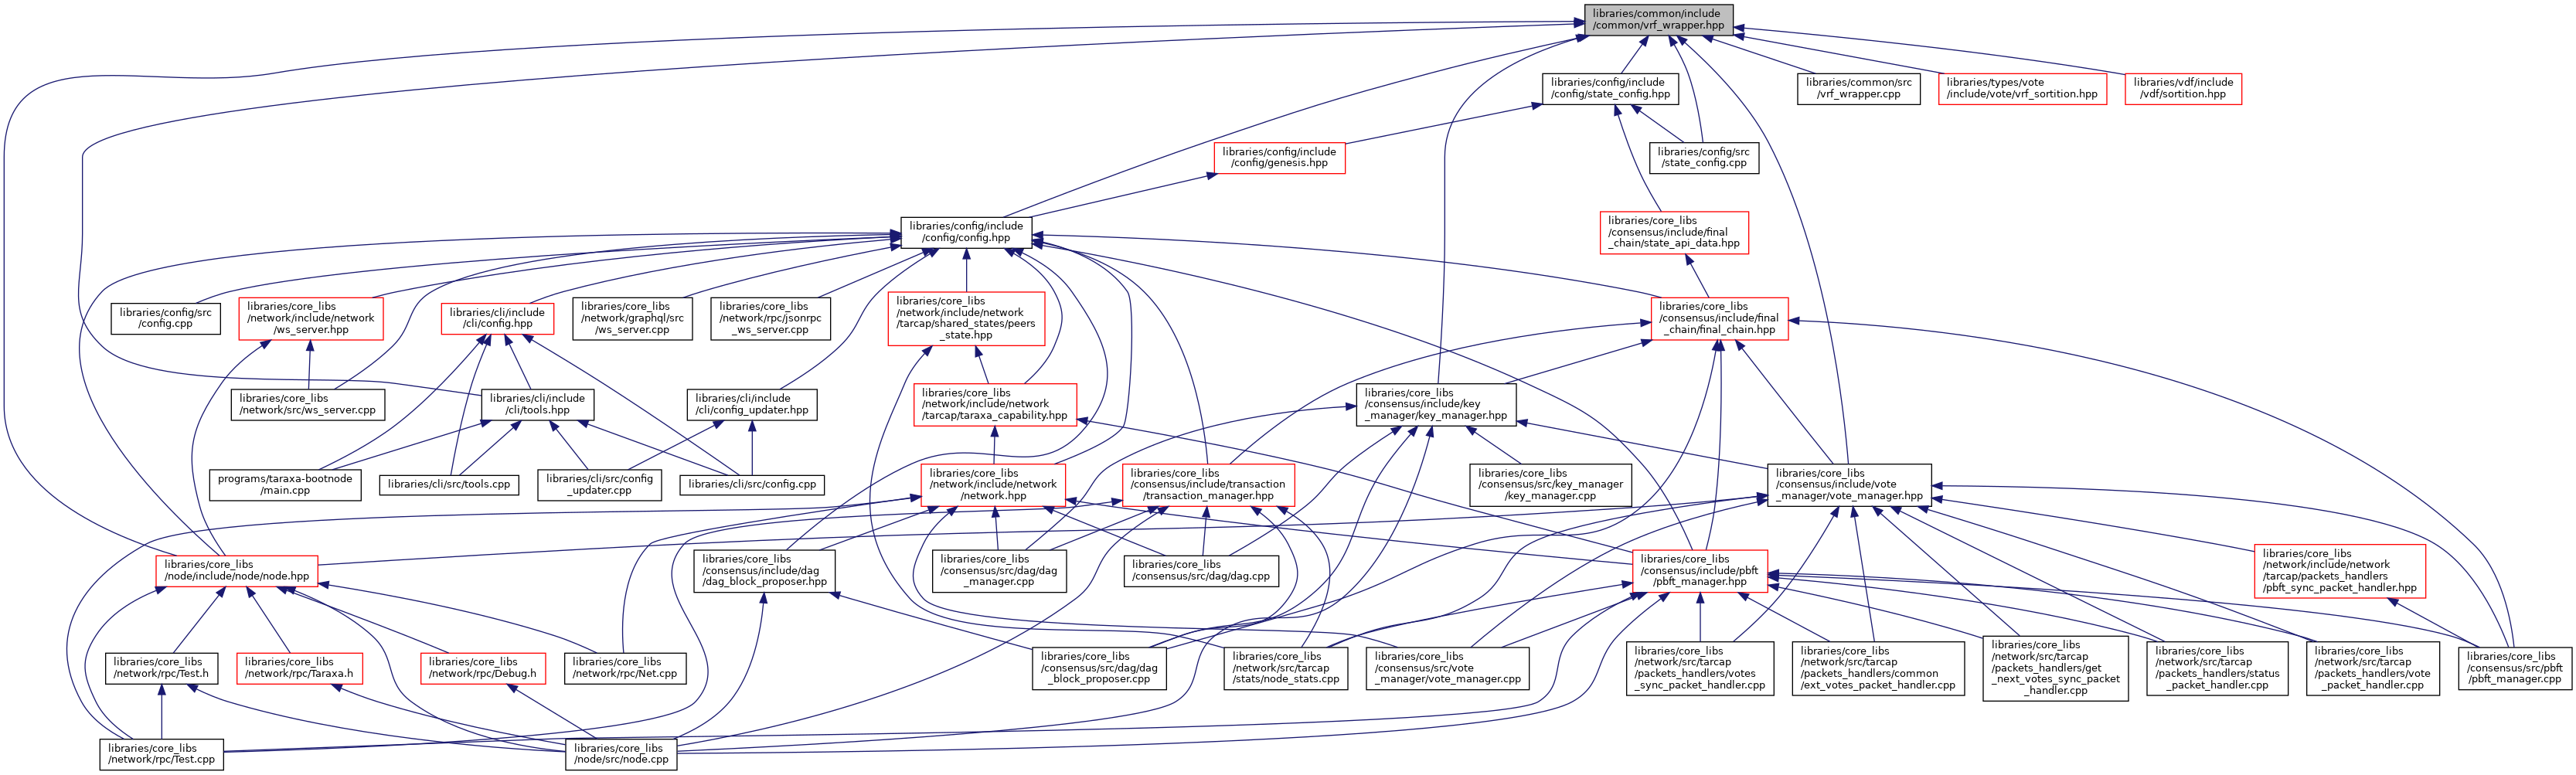 libraries/common/include
/common/vrf_wrapper.hpp
libraries/config/include
/config/state_config.hpp
libraries/common/src
/vrf_wrapper.cpp
libraries/types/vote
/include/vote/vrf_sortition.hpp
libraries/vdf/include
/vdf/sortition.hpp
libraries/config/include
/config/genesis.hpp
libraries/config/src
/state_config.cpp
libraries/config/include
/config/config.hpp
libraries/core_libs
/consensus/include/final
_chain/state_api_data.hpp
libraries/config/src
/config.cpp
libraries/core_libs
/network/include/network
/ws_server.hpp
libraries/cli/include
/cli/config.hpp
libraries/core_libs
/network/graphql/src
/ws_server.cpp
libraries/core_libs
/network/rpc/jsonrpc
_ws_server.cpp
libraries/core_libs
/network/include/network
/tarcap/shared_states/peers
_state.hpp
libraries/core_libs
/consensus/include/final
_chain/final_chain.hpp
libraries/core_libs
/network/src/ws_server.cpp
libraries/cli/include
/cli/tools.hpp
libraries/cli/include
/cli/config_updater.hpp
libraries/core_libs
/network/include/network
/tarcap/taraxa_capability.hpp
libraries/core_libs
/consensus/include/key
_manager/key_manager.hpp
programs/taraxa-bootnode
/main.cpp
libraries/cli/src/tools.cpp
libraries/cli/src/config
_updater.cpp
libraries/cli/src/config.cpp
libraries/core_libs
/network/include/network
/network.hpp
libraries/core_libs
/consensus/include/transaction
/transaction_manager.hpp
libraries/core_libs
/consensus/src/key_manager
/key_manager.cpp
libraries/core_libs
/consensus/include/vote
_manager/vote_manager.hpp
libraries/core_libs
/node/include/node/node.hpp
libraries/core_libs
/consensus/include/dag
/dag_block_proposer.hpp
libraries/core_libs
/consensus/src/dag/dag
_manager.cpp
libraries/core_libs
/consensus/src/dag/dag.cpp
libraries/core_libs
/consensus/include/pbft
/pbft_manager.hpp
libraries/core_libs
/network/include/network
/tarcap/packets_handlers
/pbft_sync_packet_handler.hpp
libraries/core_libs
/network/rpc/Test.h
libraries/core_libs
/network/rpc/Taraxa.h
libraries/core_libs
/network/rpc/Debug.h
libraries/core_libs
/network/rpc/Net.cpp
libraries/core_libs
/consensus/src/dag/dag
_block_proposer.cpp
libraries/core_libs
/network/src/tarcap
/stats/node_stats.cpp
libraries/core_libs
/consensus/src/vote
_manager/vote_manager.cpp
libraries/core_libs
/network/src/tarcap
/packets_handlers/votes
_sync_packet_handler.cpp
libraries/core_libs
/network/src/tarcap
/packets_handlers/common
/ext_votes_packet_handler.cpp
libraries/core_libs
/network/src/tarcap
/packets_handlers/get
_next_votes_sync_packet
_handler.cpp
libraries/core_libs
/network/src/tarcap
/packets_handlers/status
_packet_handler.cpp
libraries/core_libs
/network/src/tarcap
/packets_handlers/vote
_packet_handler.cpp
libraries/core_libs
/consensus/src/pbft
/pbft_manager.cpp
libraries/core_libs
/network/rpc/Test.cpp
libraries/core_libs
/node/src/node.cpp